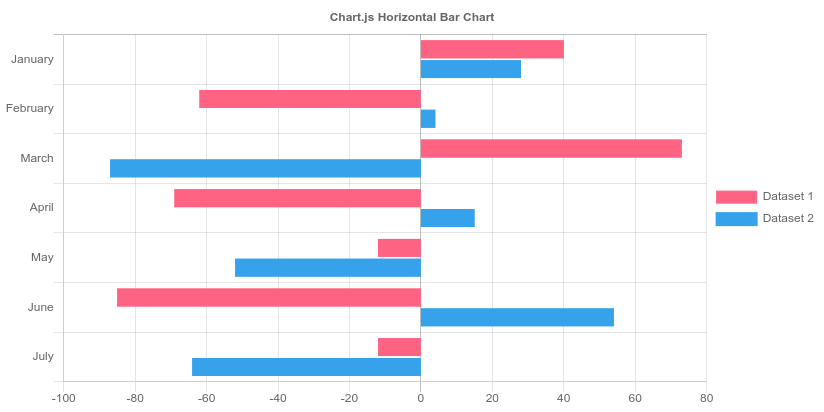 Chart.js Horizontal Bar Chart
January
February
March
April
May
June
July
-100 -80 -60 -40 -20 0 20 40 60 80
Dataset 1
Dataset 2